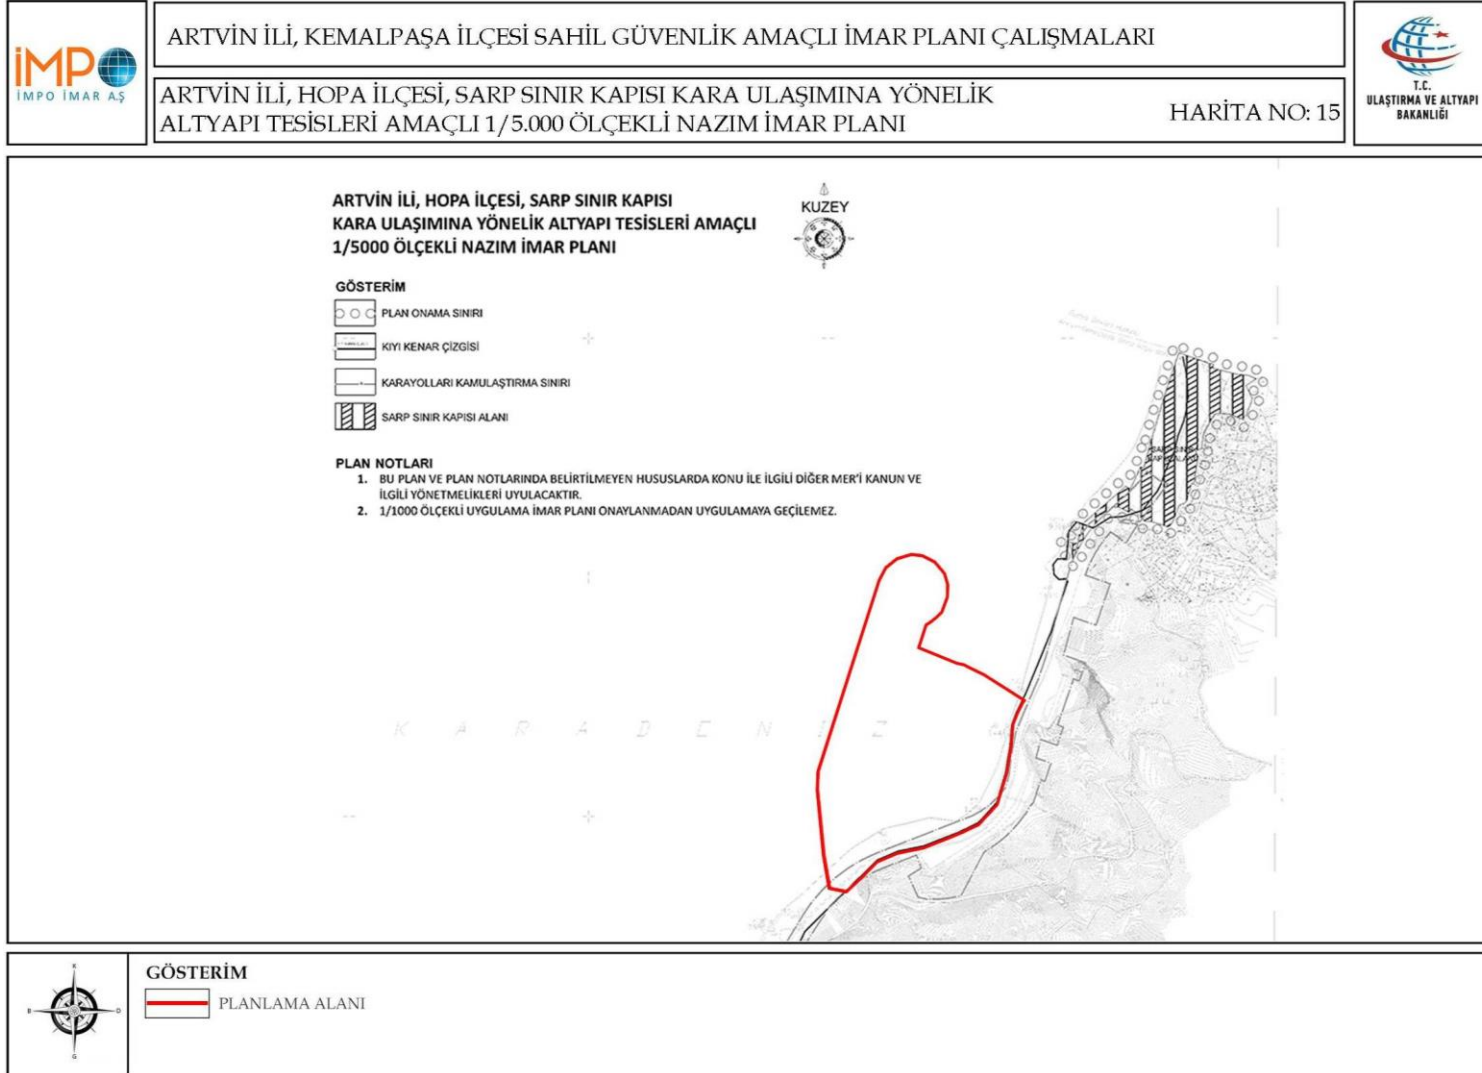 İMPO
İMPO İMAR A.Ş
ARTVİN İLİ, KEMALPAŞA İLÇESİ SAHİL GÜVENLİK AMAÇLI İMAR PLANI ÇALIŞMALARI
ARTVİN İLİ, HOPA İLÇESİ, SARP SINIR KAPISI KARA ULAŞIMINA YÖNELİK
ALTYAPI TESİSLERİ AMAÇLI 1/5.000 ÖLÇEKLİ NAZIM İMAR PLANI
HARİTA NO: 15
T.C.
ULAŞTIRMA VE ALTYAPI
BAKANLIĞI
ARTVİN İLİ, HOPA İLÇESİ, SARP SINIR KAPISI
KARA ULAŞIMINA YÖNELİK ALTYAPI TESİSLERİ AMAÇLI
1/5000 ÖLÇEKLİ NAZIM İMAR PLANI
KUZEY
GÖSTERİM
PLAN ONAMA SINIRI
KIYI KENAR ÇİZGİSİ
KARAYOLLARI KAMULAŞTIRMA SINIRI
SARP SINIR KAPISI ALANI
PLAN NOTLARI
1. BU PLAN VE PLAN NOTLARINDA BELİRTİLMEYEN HUSUSLARDA KONU İLE İLGİLİ DİĞER MER'İ KANUN VE
İLGİLİ YÖNETMELİKLERİ UYULACAKTIR.
2. 1/1000 ÖLÇEKLİ UYGULAMA İMAR PLANI ONAYLANMADAN UYGULAMAYA GEÇİLEMEZ.
K A R A D E N İ Z
K
B
D
G
GÖSTERİM
PLANLAMA ALANI